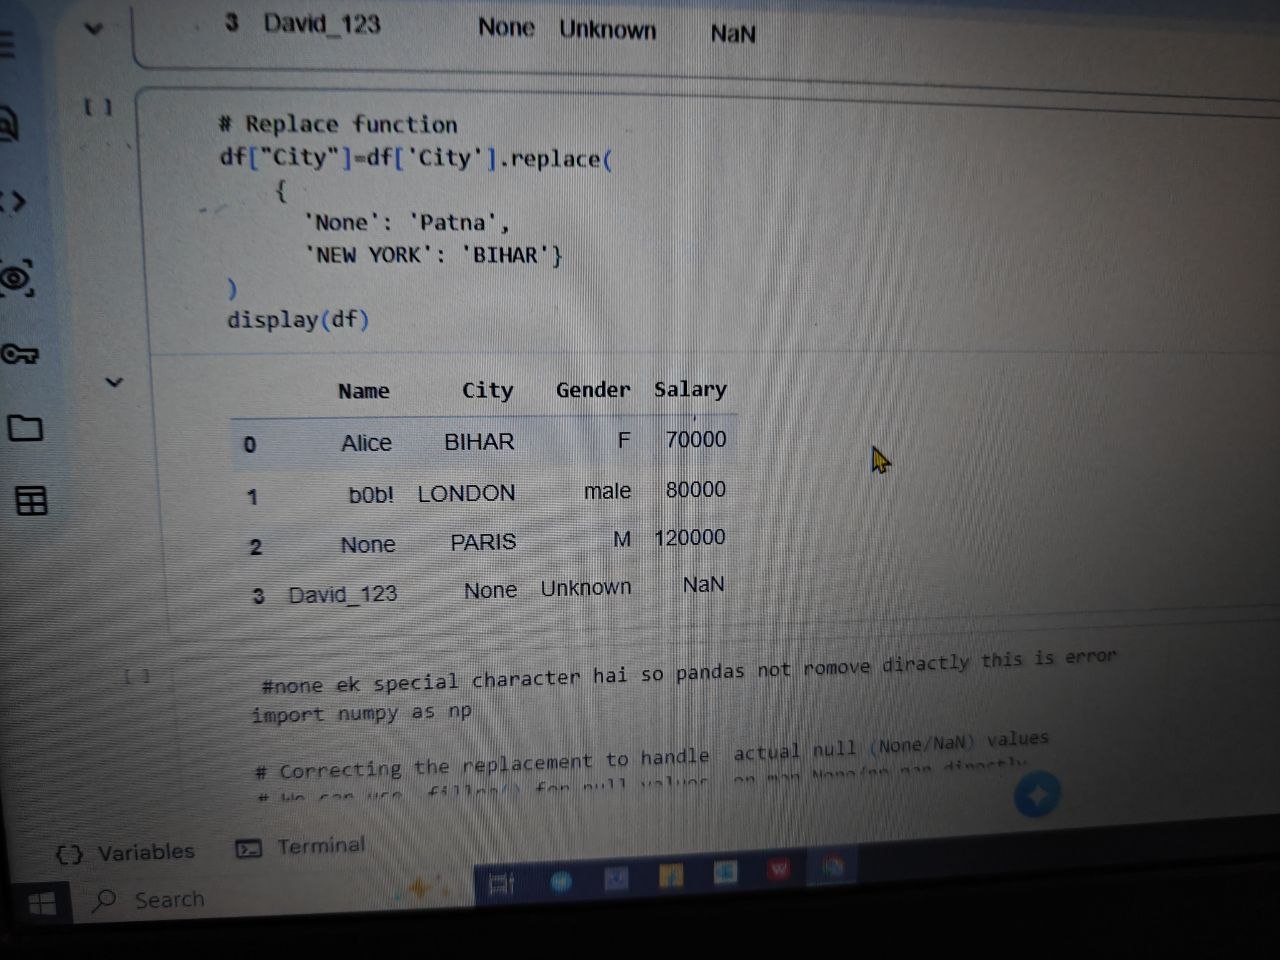 3 David_123 None Unknown NaN
[ ]
# Replace function
df["City"]=df['City'].replace(
{
'None': 'Patna',
'NEW YORK': 'BIHAR'}
)
display(df)
Name City Gender Salary
0 Alice BIHAR F 70000
1 b0b! LONDON male 80000
2 None PARIS M 120000
3 David_123 None Unknown NaN
[ ]
#none ek special character hai so pandas not romove diractly this is error
import numpy as np
# Correcting the replacement to handle actual null (None/NaN) values
{} Variables Terminal
Search